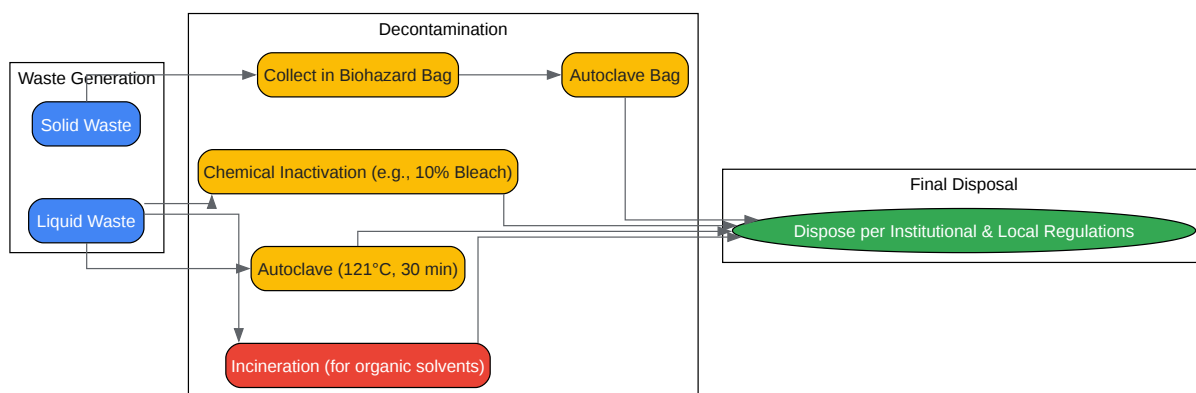 Waste Generation
Solid Waste
Liquid Waste
Decontamination
Collect in Biohazard Bag
Autoclave Bag
Chemical Inactivation (e.g., 10% Bleach)
Autoclave (121°C, 30 min)
Incineration (for organic solvents)
Final Disposal
Dispose per Institutional & Local Regulations